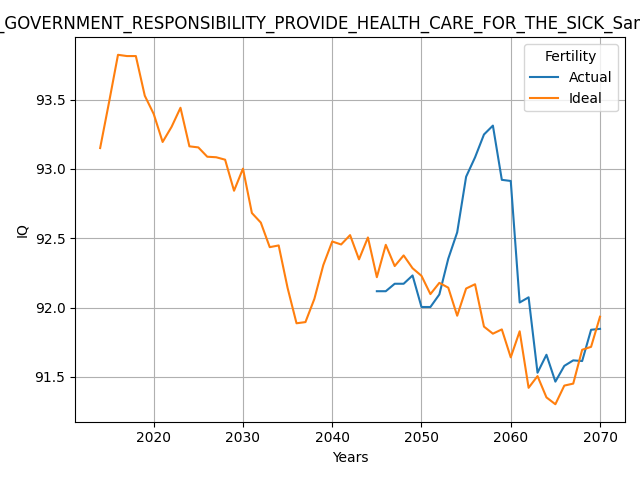 _GOVERNMENT_RESPONSIBILITY_PROVIDE_HEALTH_CARE_FOR_THE_SICK_Sam
Fertility
Actual
Ideal
93.5
93.0
92.5
92.0
91.5
IQ
2020 2030 2040 2050 2060 2070
Years